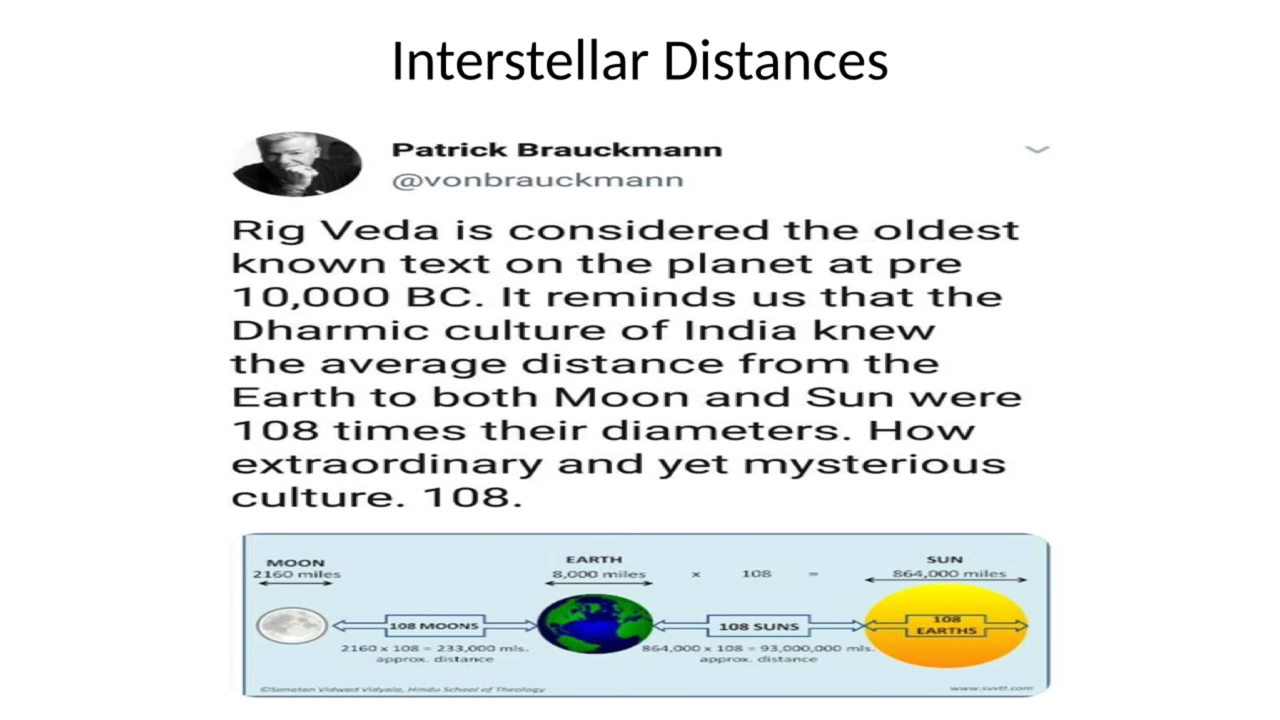 Interstellar Distances
Patrick Brauckmann
@vonbrauckmann
Rig Veda is considered the oldest
known text on the planet at pre
10,000 BC. It reminds us that the
Dharmic culture of India knew
the average distance from the
Earth to both Moon and Sun were
108 times their diameters. How
extraordinary and yet mysterious
culture. 108.
MOON EARTH SUN
2160 miles 8,000 miles x 108 = 864,000 miles
108 MOONS 108 SUNS 108
EARTHS
2160 x 108 = 233,000 mls. 864,000 x 108 = 93,000,000 mls.
approx. distance approx. distance
©Sanatan Vidwad Vidyale, Hindu School of Theology www.svvtt.com